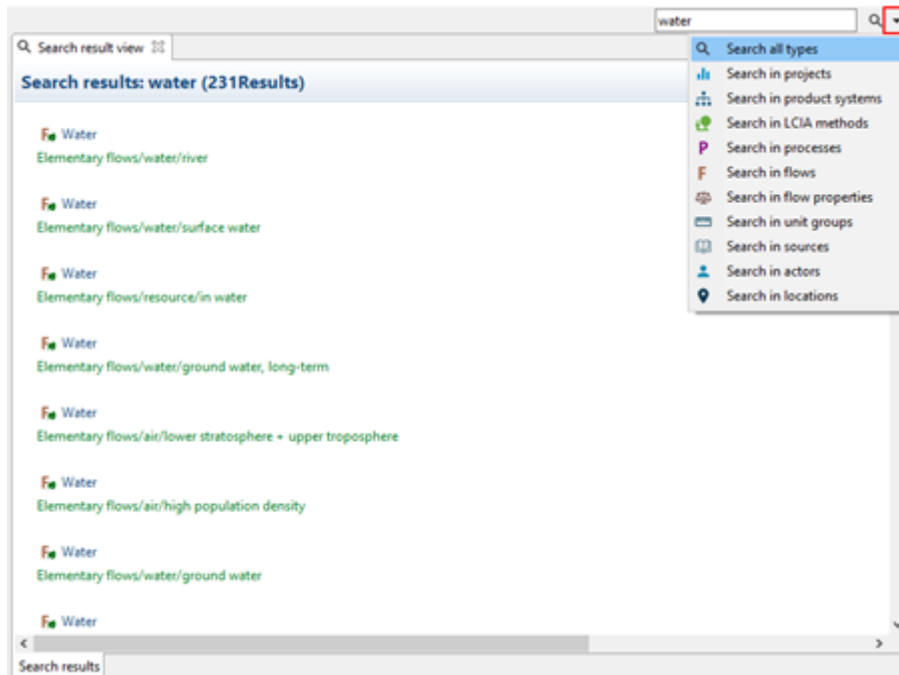 water
Search result view
Search results: water (231Results)
Water
Elementary flows/water/river
Water
Elementary flows/water/surface water
Water
Elementary flows/resource/in water
Water
Elementary flows/water/ground water, long-term
Water
Elementary flows/air/lower stratosphere + upper troposphere
Water
Elementary flows/air/high population density
Water
Elementary flows/water/ground water
Water
Search results
Search all types
Search in projects
Search in product systems
Search in LCIA methods
P Search in processes
F Search in flows
Search in flow properties
Search in unit groups
Search in sources
Search in actors
Search in locations